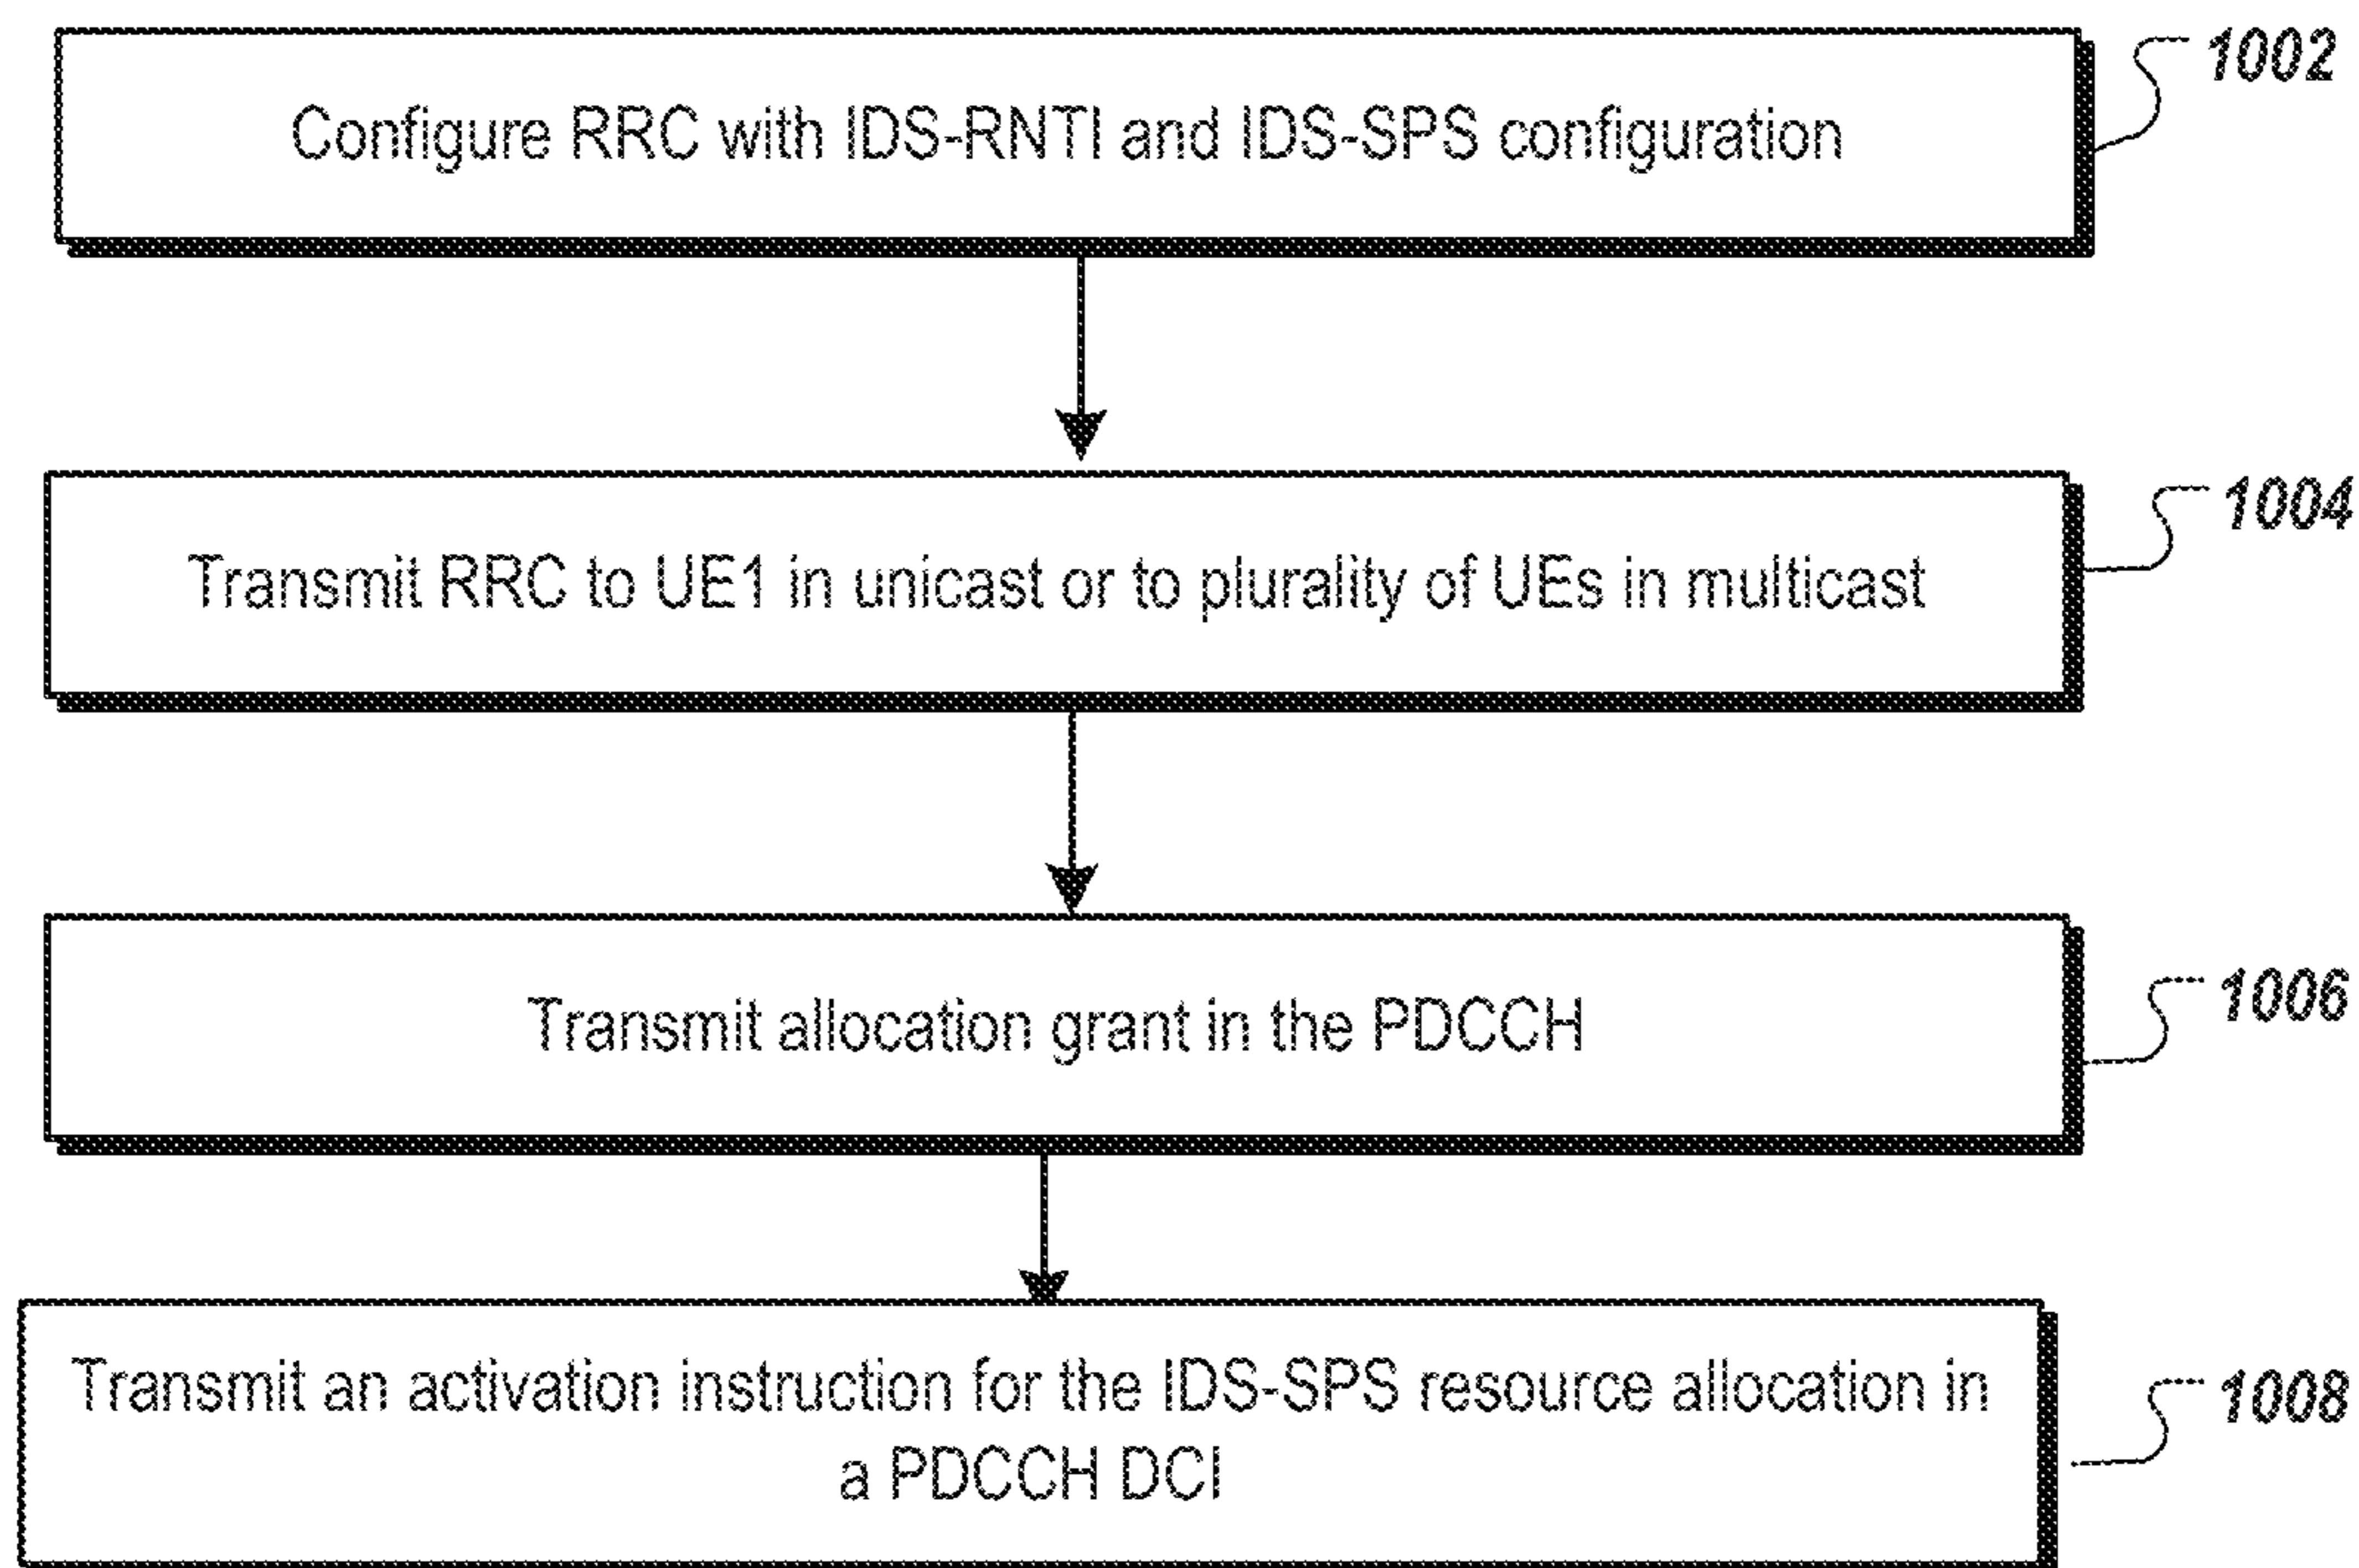 Configure RRC with IDS-RNTI and IDS-SPS configuration
1002
Transmit RRC to UE1 in unicast or to plurality of UEs in multicast
1004
Transmit allocation grant in the PDCCH
1006
Transmit an activation instruction for the IDS-SPS resource allocation in
a PDCCH DCI
1008